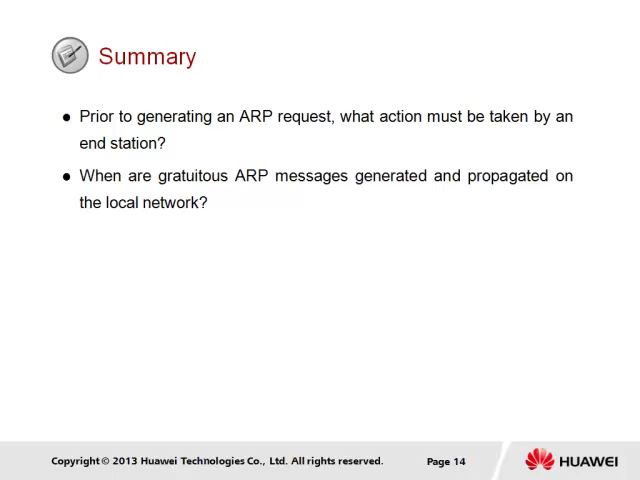 Summary
● Prior to generating an ARP request, what action must be taken by an
end station?
● When are gratuitous ARP messages generated and propagated on
the local network?
Copyright © 2013 Huawei Technologies Co., Ltd. All rights reserved.
Page 14
HUAWEI